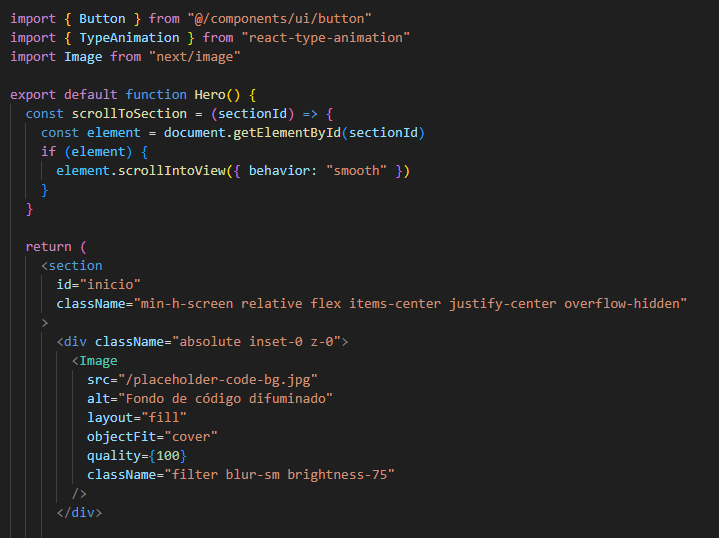 import { Button } from "@/components/ui/button"
import { TypeAnimation } from "react-type-animation"
import Image from "next/image"

export default function Hero() {
  const scrollToSection = (sectionId) => {
    const element = document.getElementById(sectionId)
    if (element) {
      element.scrollIntoView({ behavior: "smooth" })
    }
  }

  return (
    <section
      id="inicio"
      className="min-h-screen relative flex items-center justify-center overflow-hidden"
    >
      <div className="absolute inset-0 z-0">
        <Image
          src="/placeholder-code-bg.jpg"
          alt="Fondo de código difuminado"
          layout="fill"
          objectFit="cover"
          quality={100}
          className="filter blur-sm brightness-75"
        />
      </div>